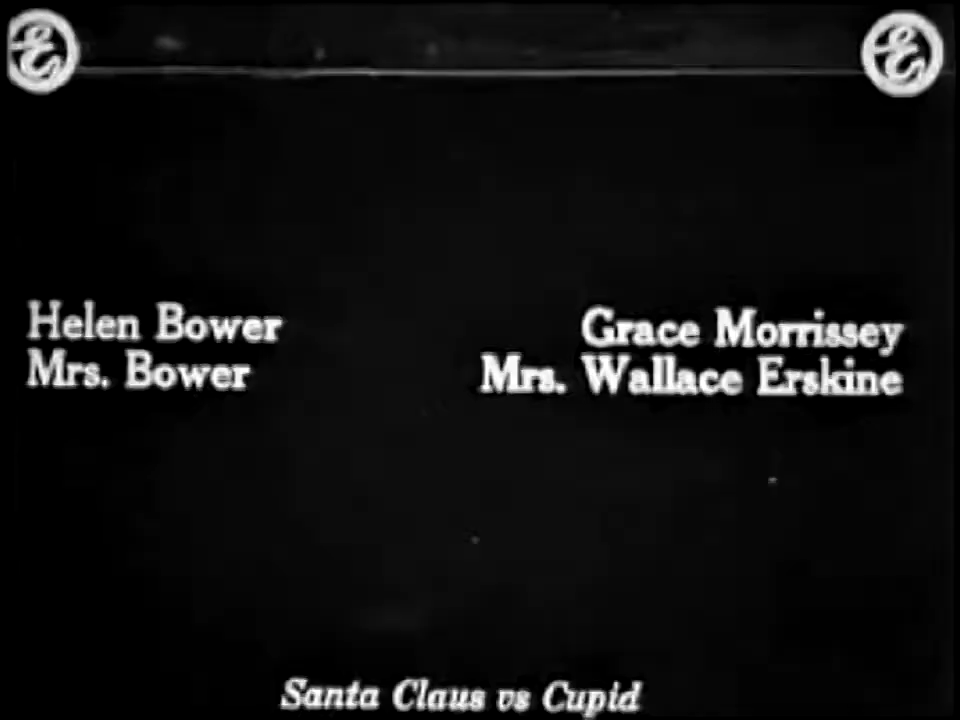 Helen Bower Grace Morrissey
Mrs. Bower Mrs. Wallace Erskine
Santa Claus vs Cupid